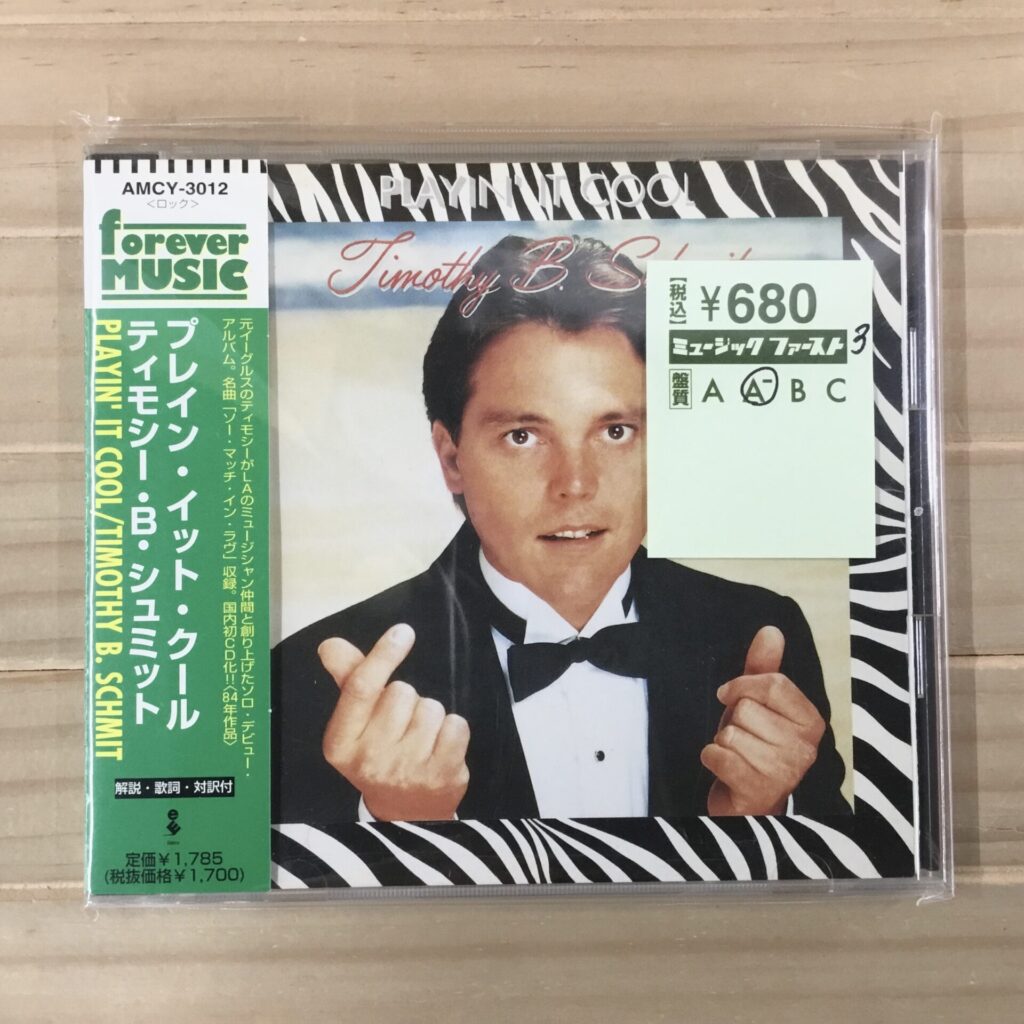 AMCY-3012
<ロック>
forever
MUSIC
プレイン・イット・クール
ティモシー・B・シュミット
PLAYIN' IT COOL/TIMOTHY B. SCHMIT
元イーグルスのティモシーがLAのミュージシャン仲間と創り上げたソロ・デビュー・
アルバム。名曲「ソー・マッチ・イン・ラヴ」収録。国内初CD化!!〈84年作品〉
解説・歌詞・対訳付
定価¥1,785
(税抜価格¥1,700)
PLAYIN' IT COOL
Timothy B.
【税込】 ¥680
ミュージック ファースト 3
盤質 A A- B C